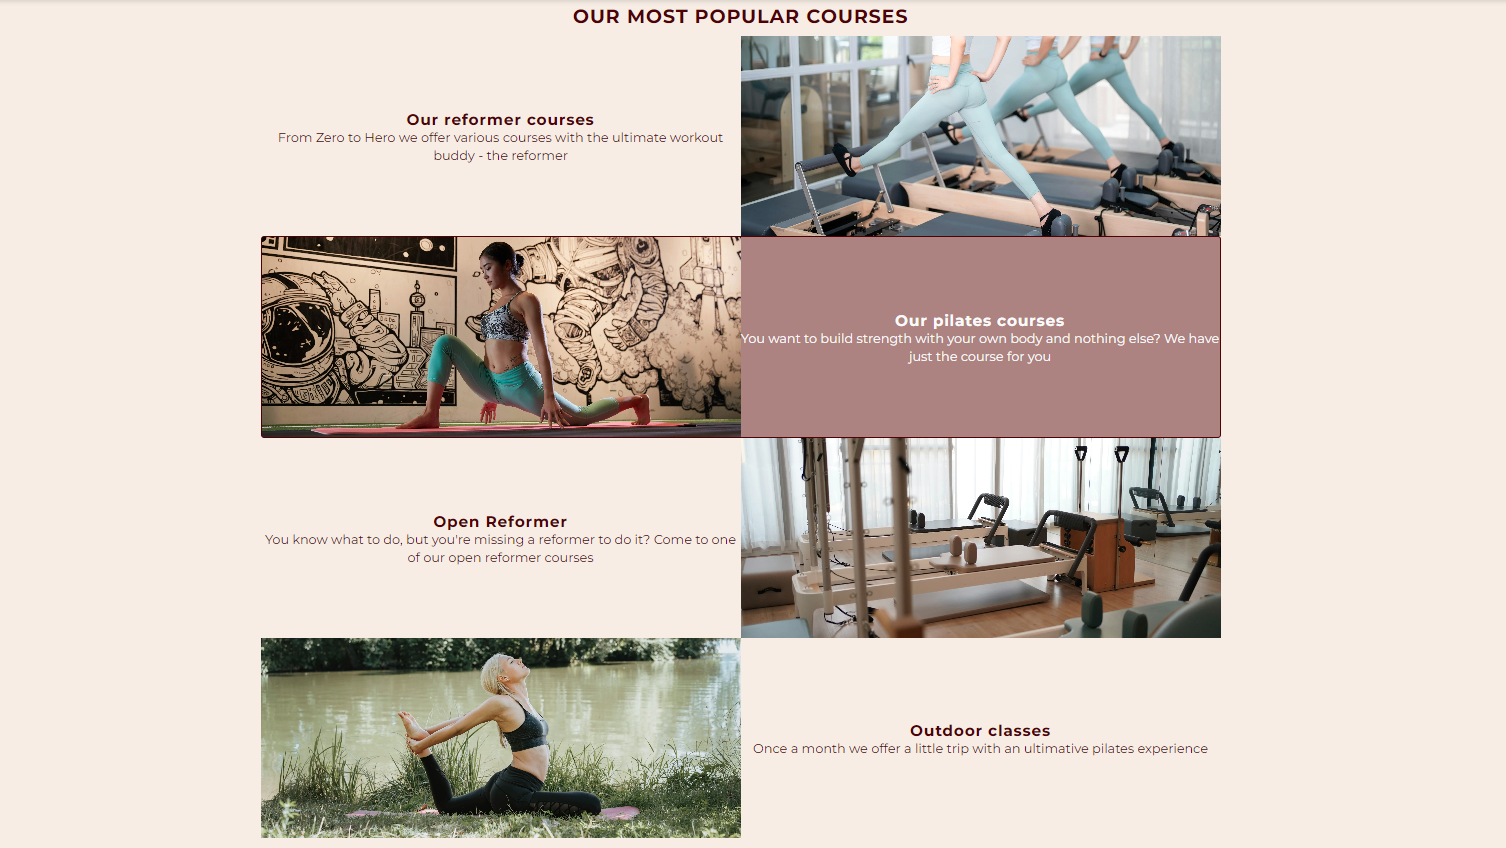 OUR MOST POPULAR COURSES
Our reformer courses
From Zero to Hero we offer various courses with the ultimate workout
buddy - the reformer
Our pilates courses
You want to build strength with your own body and nothing else? We have
just the course for you
Open Reformer
You know what to do, but you're missing a reformer to do it? Come to one
of our open reformer courses
Outdoor classes
Once a month we offer a little trip with an ultimative pilates experience